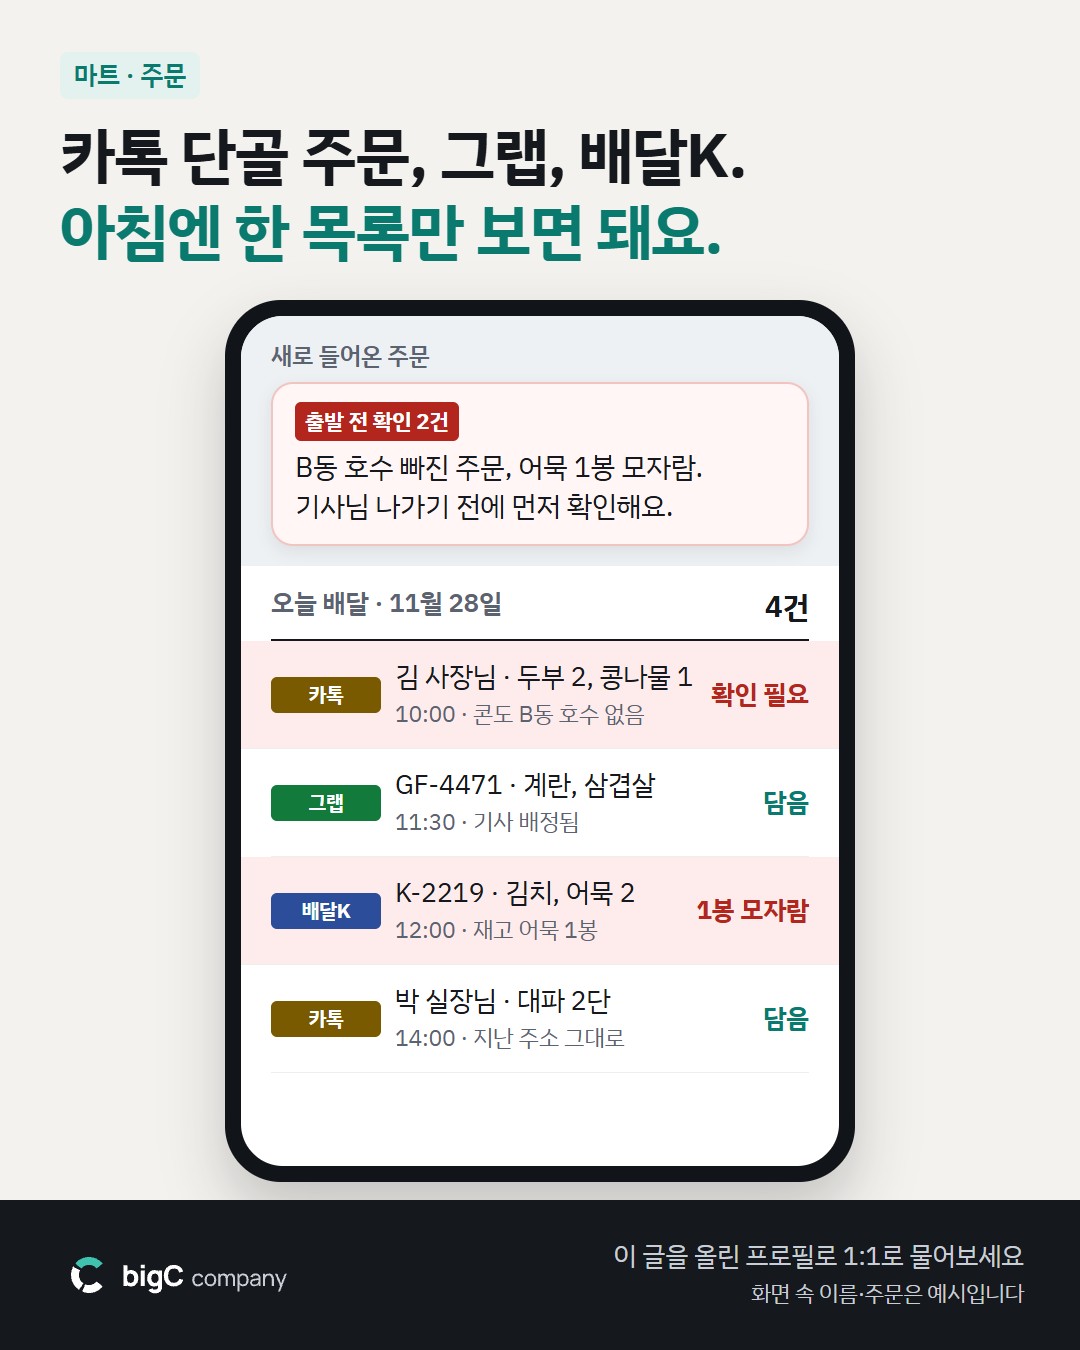 마트 · 주문
카톡 단골 주문, 그랩, 배달K.
아침엔 한 목록만 보면 돼요.
새로 들어온 주문
출발 전 확인 2건
B동 호수 빠진 주문, 어묵 1봉 모자람.
기사님 나가기 전에 먼저 확인해요.
오늘 배달 · 11월 28일
4건
카톡
김 사장님 · 두부 2, 콩나물 1
10:00 · 콘도 B동 호수 없음
확인 필요
그랩
GF-4471 · 계란, 삼겹살
11:30 · 기사 배정됨
담음
배달K
K-2219 · 김치, 어묵 2
12:00 · 재고 어묵 1봉
1봉 모자람
카톡
박 실장님 · 대파 2단
14:00 · 지난 주소 그대로
담음
bigC company
이 글을 올린 프로필로 1:1로 물어보세요
화면 속 이름·주문은 예시입니다